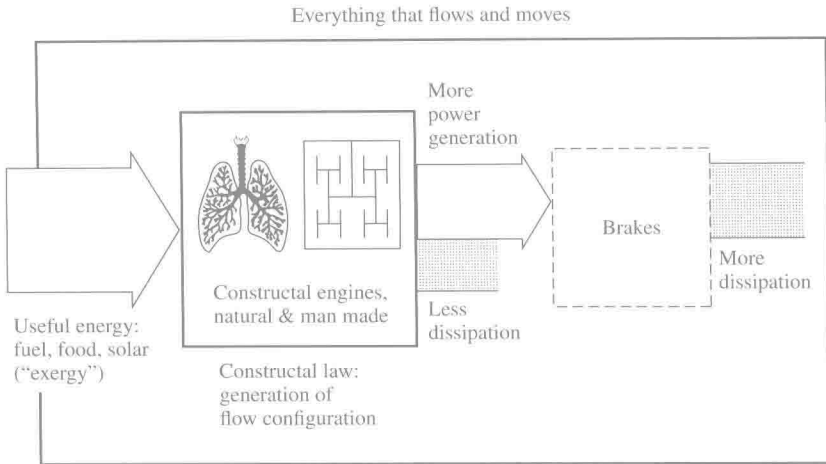 Everything that flows and moves
More
power
generation
Brakes
Constructal engines,
natural & man made
Less
dissipation
More
dissipation
Useful energy:
fuel, food, solar
(“exergy”)
Constructal law:
generation of
flow configuration